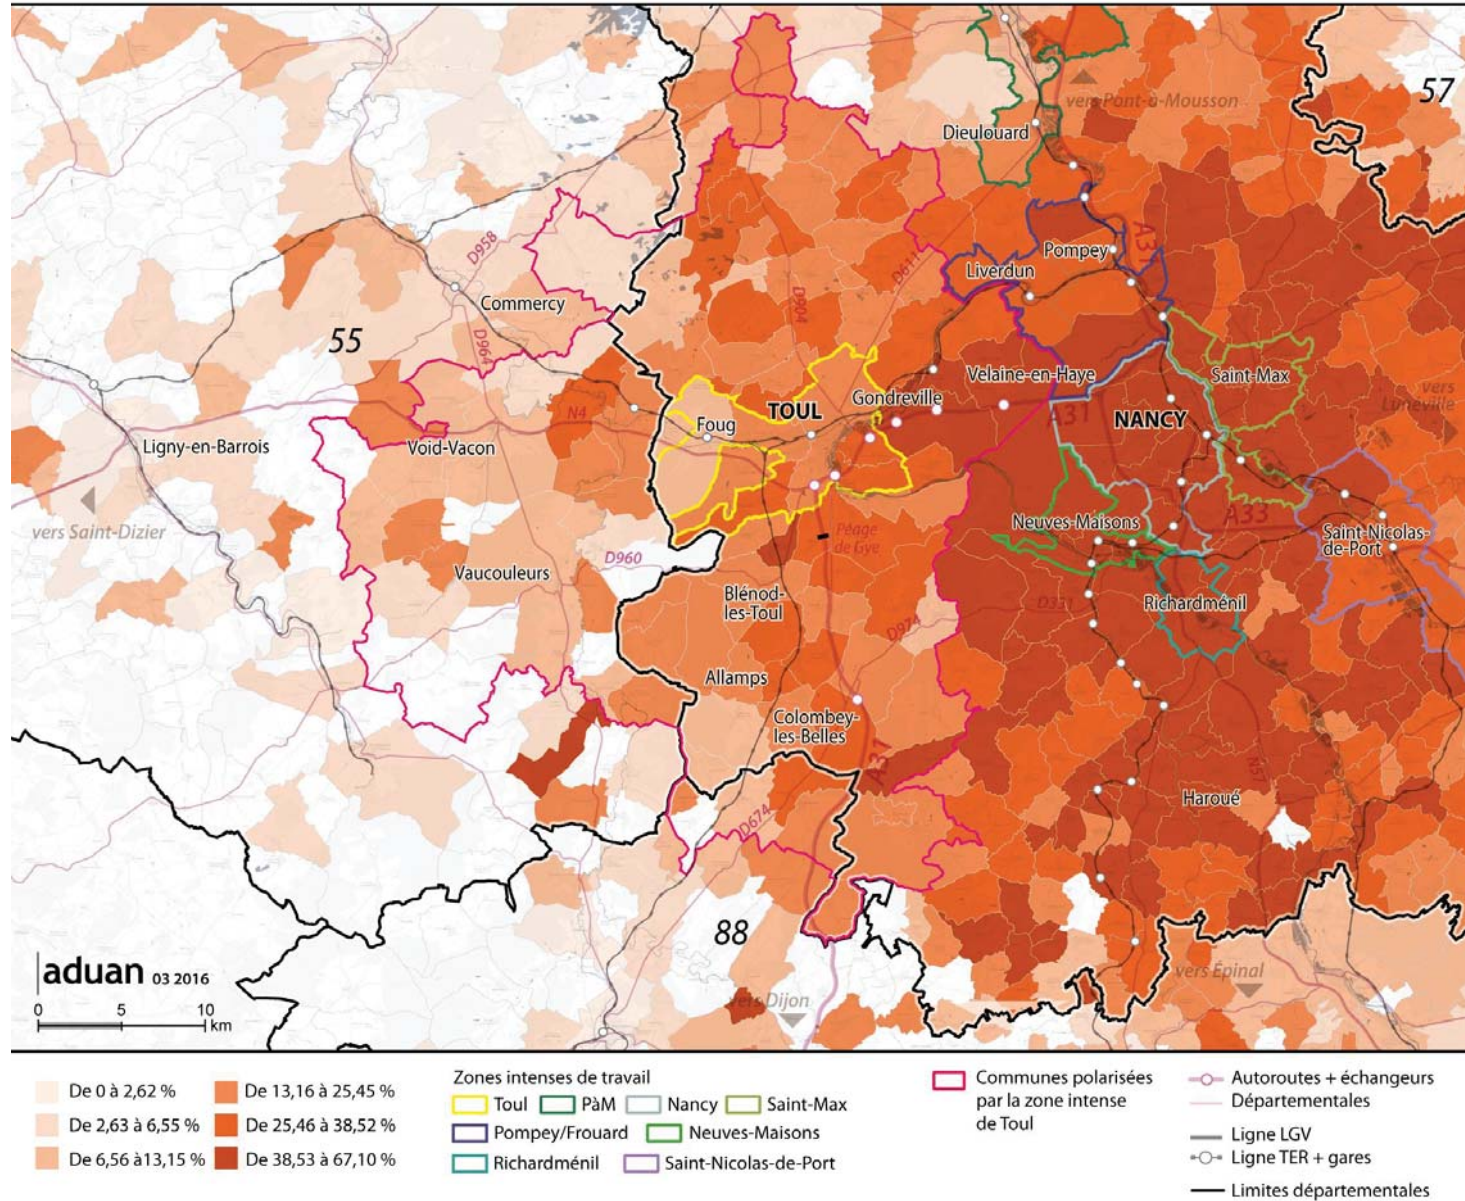 57
vers Pont-à-Mousson
Dieulouard
A31
Pompey
Liverdun
D611
D958
Commercy
D904
55
D964
Velaine-en-Haye
Saint-Max
vers
Lunéville
Gondreville
TOUL
N4
Foug
A31
NANCY
Ligny-en-Barrois
Void-Vacon
vers Saint-Dizier
Neuves-Maisons
A33
Saint-Nicolas-
de-Port
Péage
de Gye
D960
Vaucouleurs
Blénod-
les-Toul
D331
Richardménil
D974
Allamps
Colombey-
les-Belles
A31
N57
Haroué
D674
88
vers Épinal
vers Dijon
aduan 03 2016
0 5 10 km
De 0 à 2,62 %
De 2,63 à 6,55 %
De 6,56 à13,15 %
De 13,16 à 25,45 %
De 25,46 à 38,52 %
De 38,53 à 67,10 %
Zones intenses de travail
Toul PàM Nancy Saint-Max
Pompey/Frouard Neuves-Maisons
Richardménil Saint-Nicolas-de-Port
Communes polarisées
par la zone intense
de Toul
Autoroutes + échangeurs
Départementales
Ligne LGV
Ligne TER + gares
Limites départementales